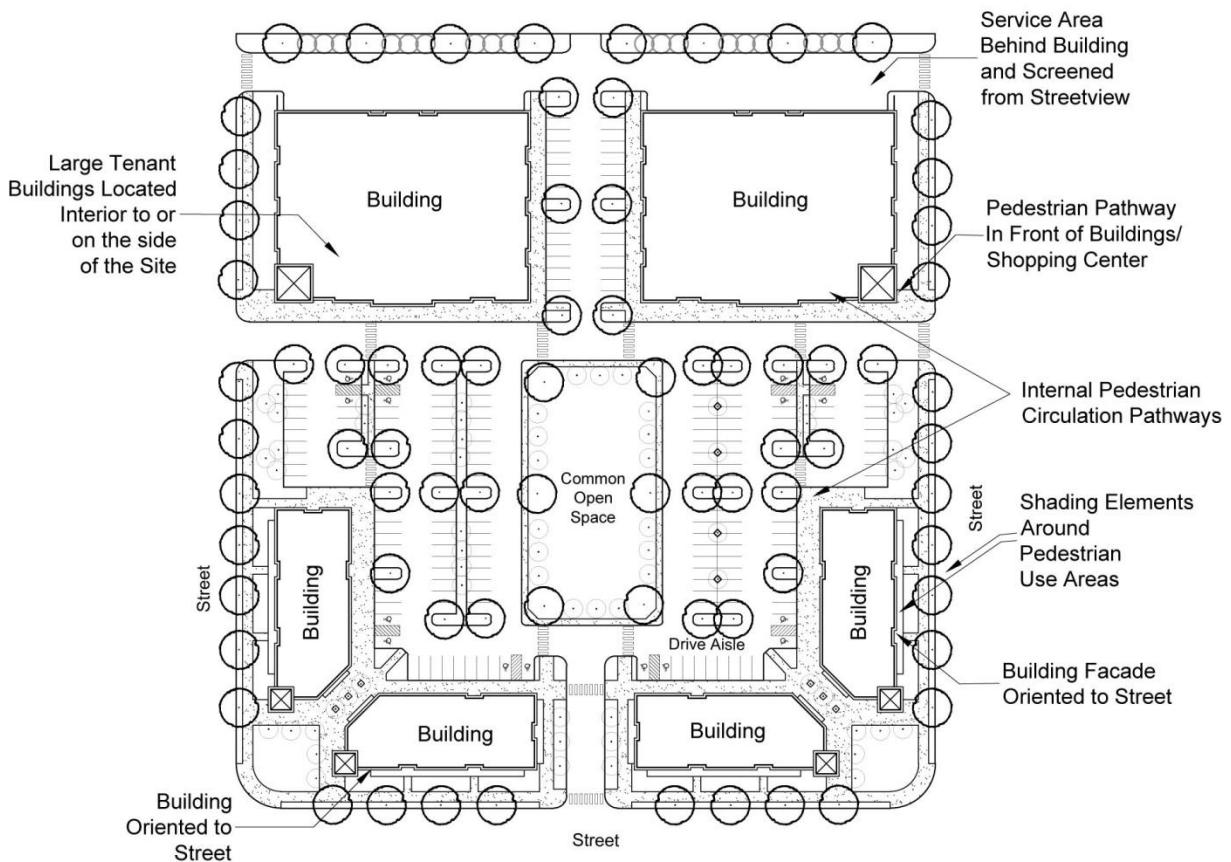 Service Area
Behind Building
and Screened
from Streetview
Large Tenant
Buildings Located
Interior to or
on the side
of the Site
Building
Building
Pedestrian Pathway
In Front of Buildings/
Shopping Center
Internal Pedestrian
Circulation Pathways
Common
Open
Space
Street
Street
Shading Elements
Around
Pedestrian
Use Areas
Building
Building
Drive Aisle
Building Facade
Oriented to Street
Building
Building
Building
Oriented to
Street
Street